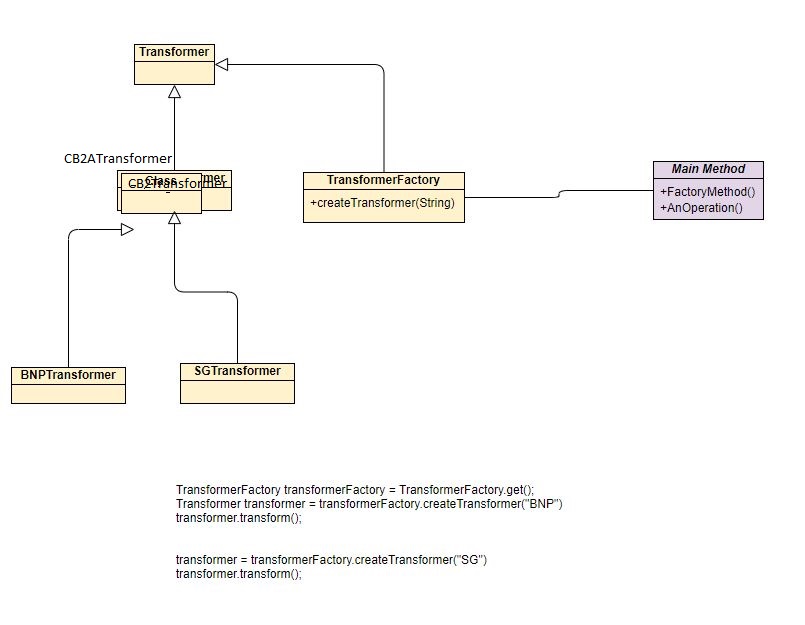 Transformer
CB2ATransformer
Class
mer
CB2Transformer
TransformerFactory
+createTransformer(String)
Main Method
+FactoryMethod()
+AnOperation()
BNPTransformer
SGTransformer
TransformerFactory transformerFactory = TransformerFactory.get();
Transformer transformer = transformerFactory.createTransformer("BNP")
transformer.transform();
transformer = transformerFactory.createTransformer("SG")
transformer.transform();